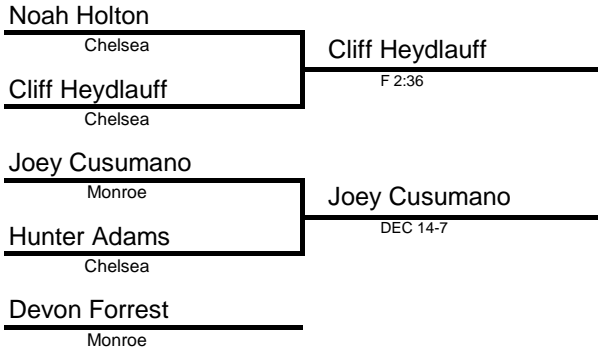 Noah Holton
Chelsea
Cliff Heydlauff
F 2:36
Cliff Heydlauff
Chelsea
Joey Cusumano
Monroe
Joey Cusumano
DEC 14-7
Hunter Adams
Chelsea
Devon Forrest
Monroe